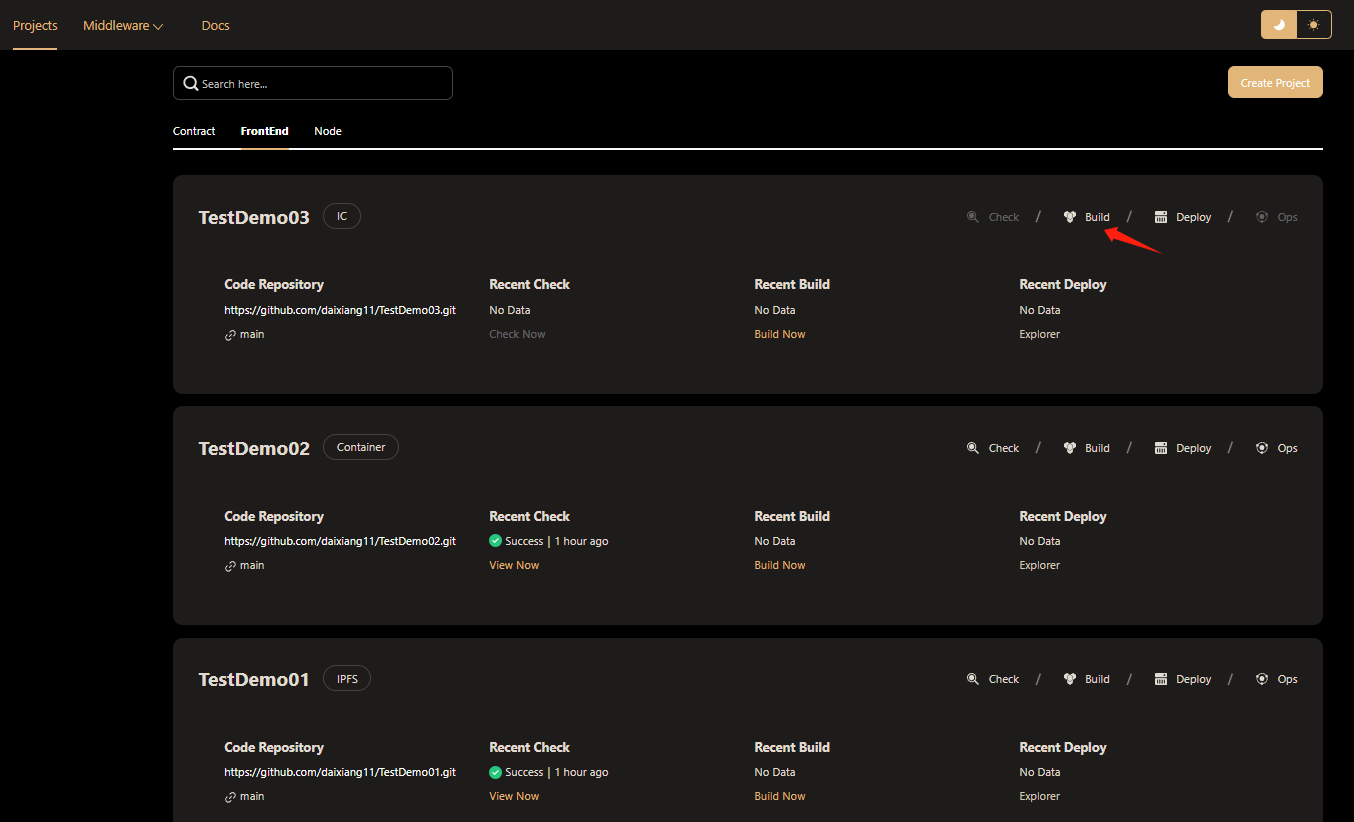 Projects Middleware Docs
Search here... Create Project
Contract FrontEnd Node
TestDemo03 IC Check / Build / Deploy / Ops
Code Repository Recent Check Recent Build Recent Deploy
https://github.com/daixiang11/TestDemo03.git No Data No Data No Data
main Check Now Build Now Explorer
TestDemo02 Container Check / Build / Deploy / Ops
Code Repository Recent Check Recent Build Recent Deploy
https://github.com/daixiang11/TestDemo02.git Success | 1 hour ago No Data No Data
main View Now Build Now Explorer
TestDemo01 IPFS Check / Build / Deploy / Ops
Code Repository Recent Check Recent Build Recent Deploy
https://github.com/daixiang11/TestDemo01.git Success | 1 hour ago No Data No Data
main View Now Build Now Explorer